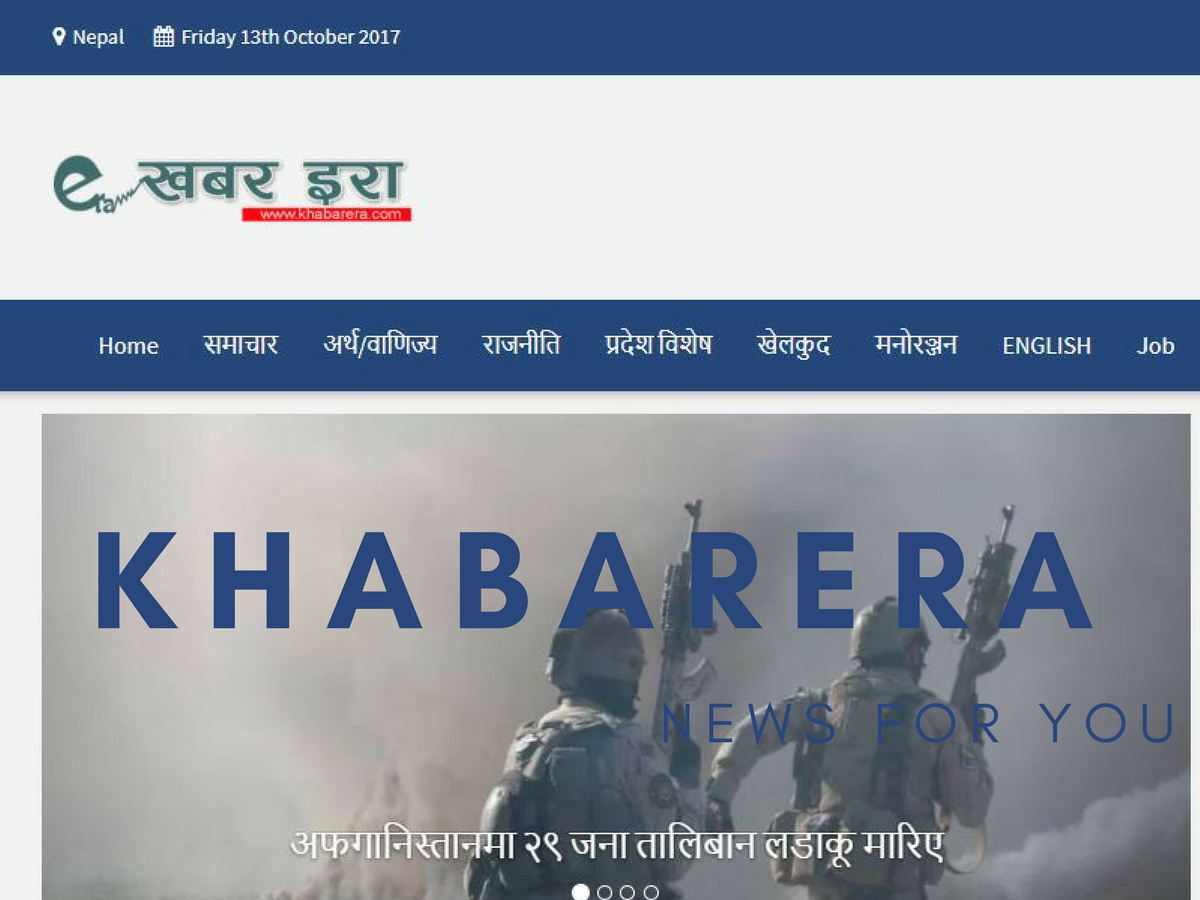 Nepal Friday 13th October 2017
era खबर इरा
www.khabarera.com
Home समाचार अर्थ/वाणिज्य राजनीति प्रदेश विशेष खेलकुद मनोरञ्जन ENGLISH Job
KHABARERA
NEWS FOR YOU
अफगानिस्तानमा २९ जना तालिबान लडाकू मारिए